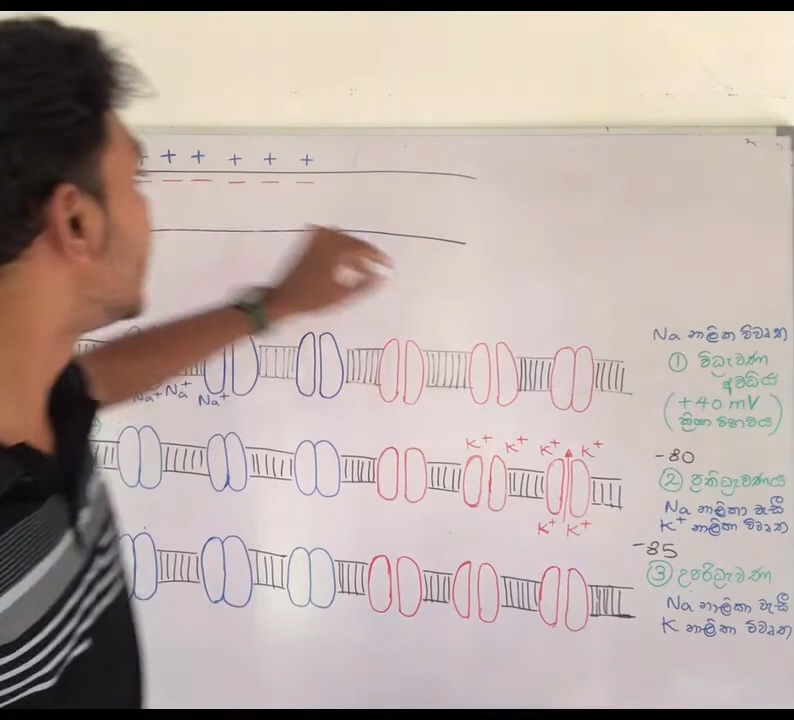 + + + + + +
— — — — — —
Na නාලිකා විවෘත
① විධ්‍රැවණ
අවධිය
(+40 mV
ක්‍රියා විභවය)
Na+ Na+ Na+
-80
K+ K+ K+ K+
② ප්‍රතිධ්‍රැවණය
Na නාලිකා වැසී
K+ නාලිකා විවෘත
K+ K+
-85
③ උපරිධ්‍රැවණ
Na නාලිකා වැසී
K නාලිකා විවෘත